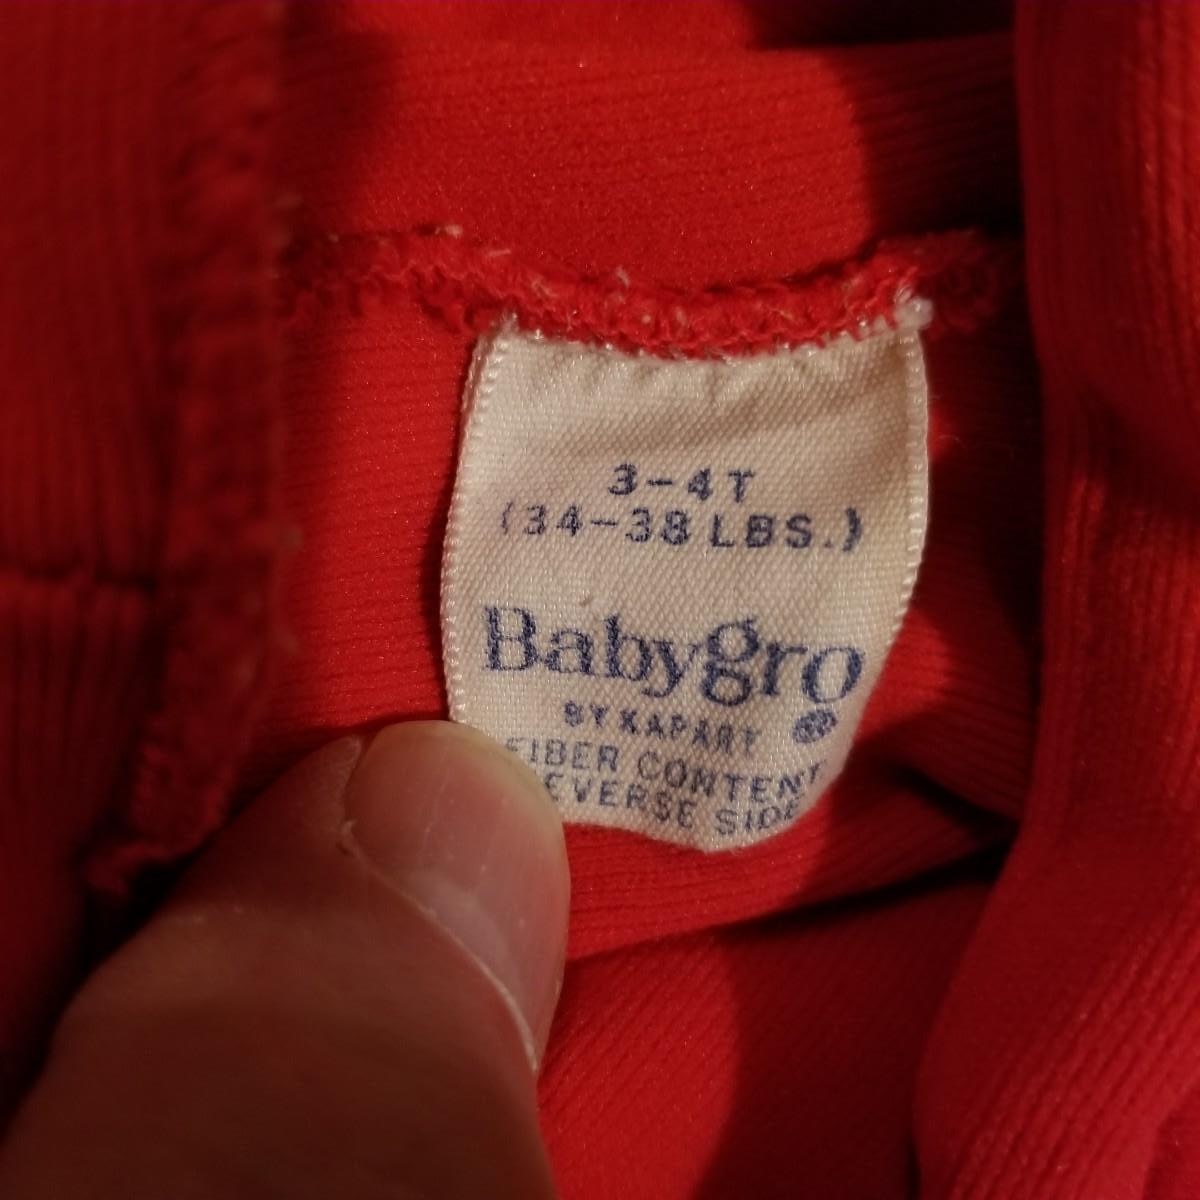 3-4T
(34-38 LBS.)
Babygro
BY KAPART ®
FIBER CONTENT
REVERSE SIDE